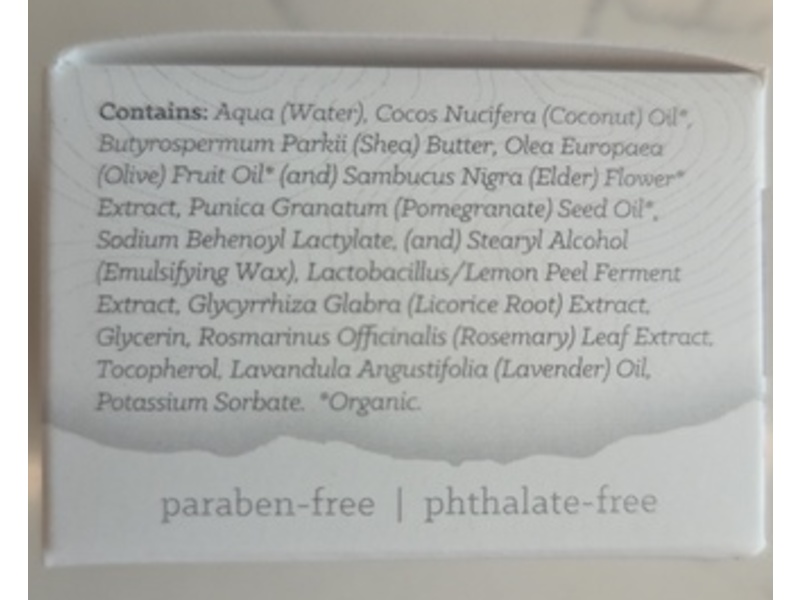 Contains: Aqua (Water), Cocos Nucifera (Coconut) Oil*,
Butyrospermum Parkii (Shea) Butter, Olea Europaea
(Olive) Fruit Oil* (and) Sambucus Nigra (Elder) Flower*
Extract, Punica Granatum (Pomegranate) Seed Oil*,
Sodium Behenoyl Lactylate, (and) Stearyl Alcohol
(Emulsifying Wax), Lactobacillus/Lemon Peel Ferment
Extract, Glycyrrhiza Glabra (Licorice Root) Extract,
Glycerin, Rosmarinus Officinalis (Rosemary) Leaf Extract,
Tocopherol, Lavandula Angustifolia (Lavender) Oil,
Potassium Sorbate. *Organic.
paraben-free | phthalate-free